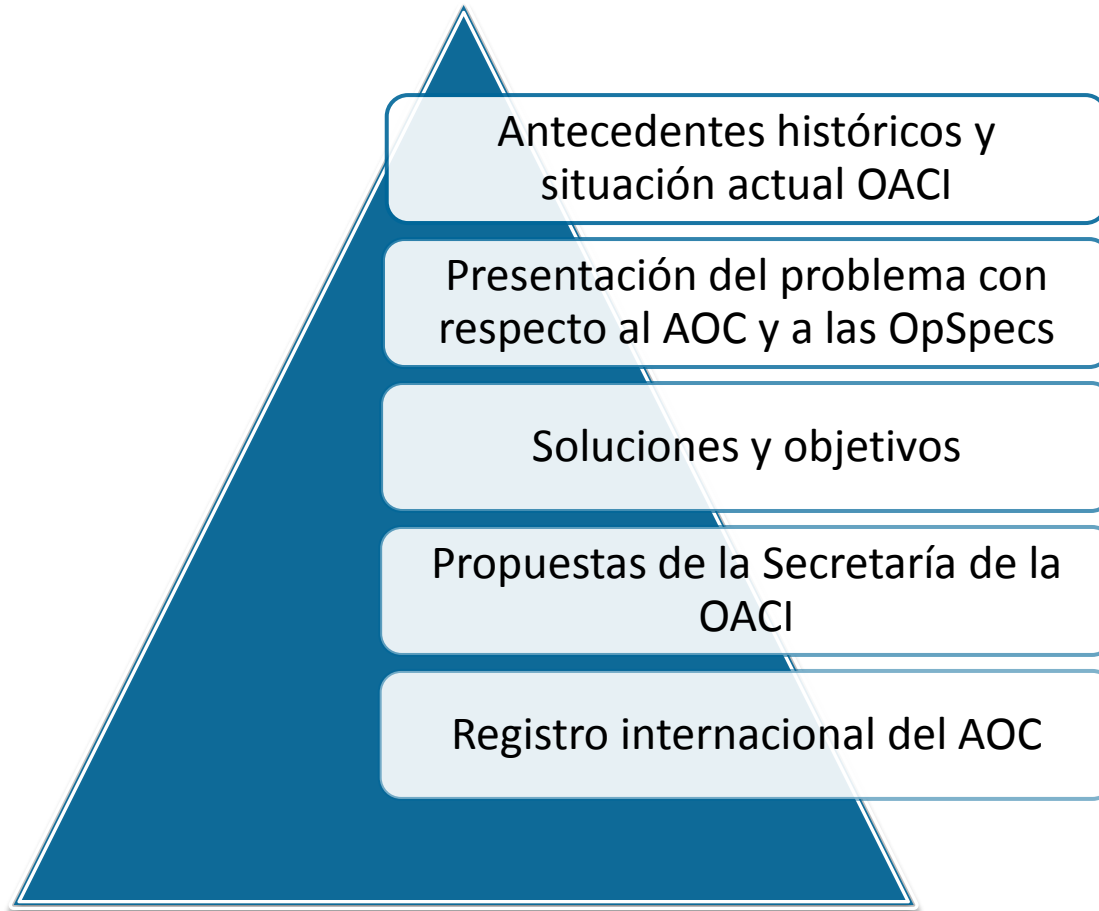 Antecedentes históricos y
situación actual OACI
Presentación del problema con
respecto al AOC y a las OpSpecs
Soluciones y objetivos
Propuestas de la Secretaría de la
OACI
Registro internacional del AOC